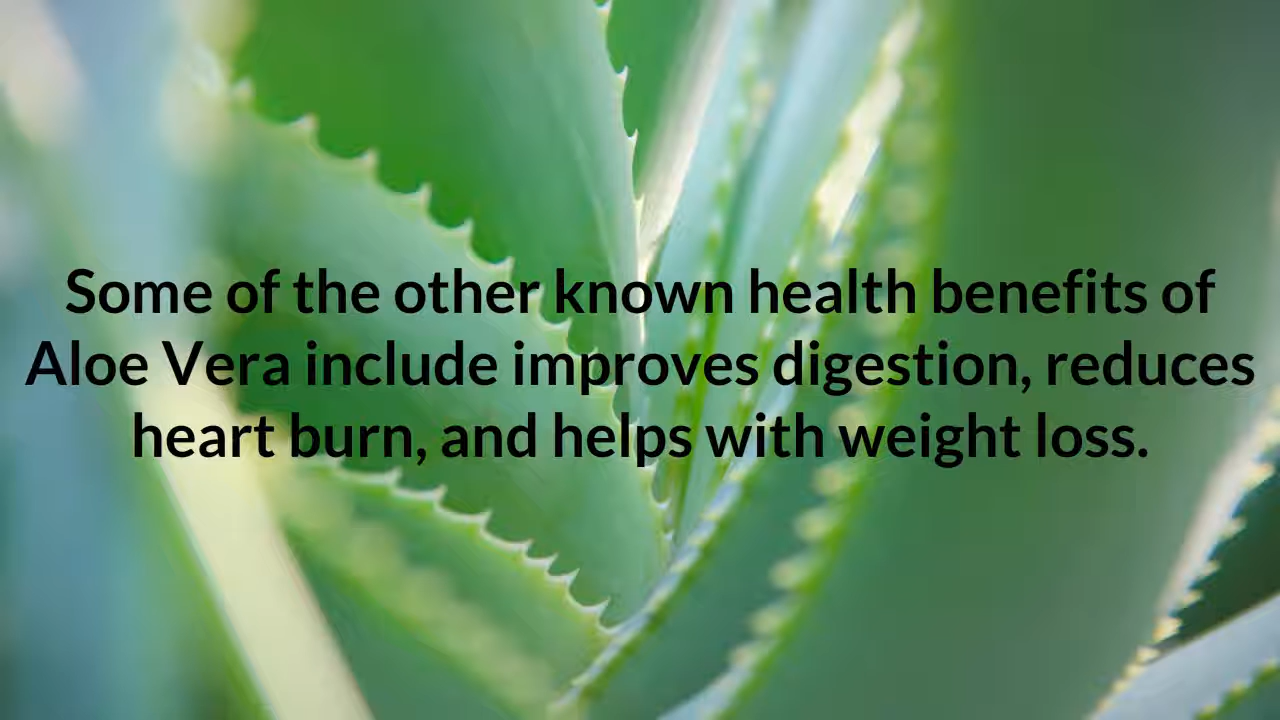 Some of the other known health benefits of
Aloe Vera include improves digestion, reduces
heart burn, and helps with weight loss.